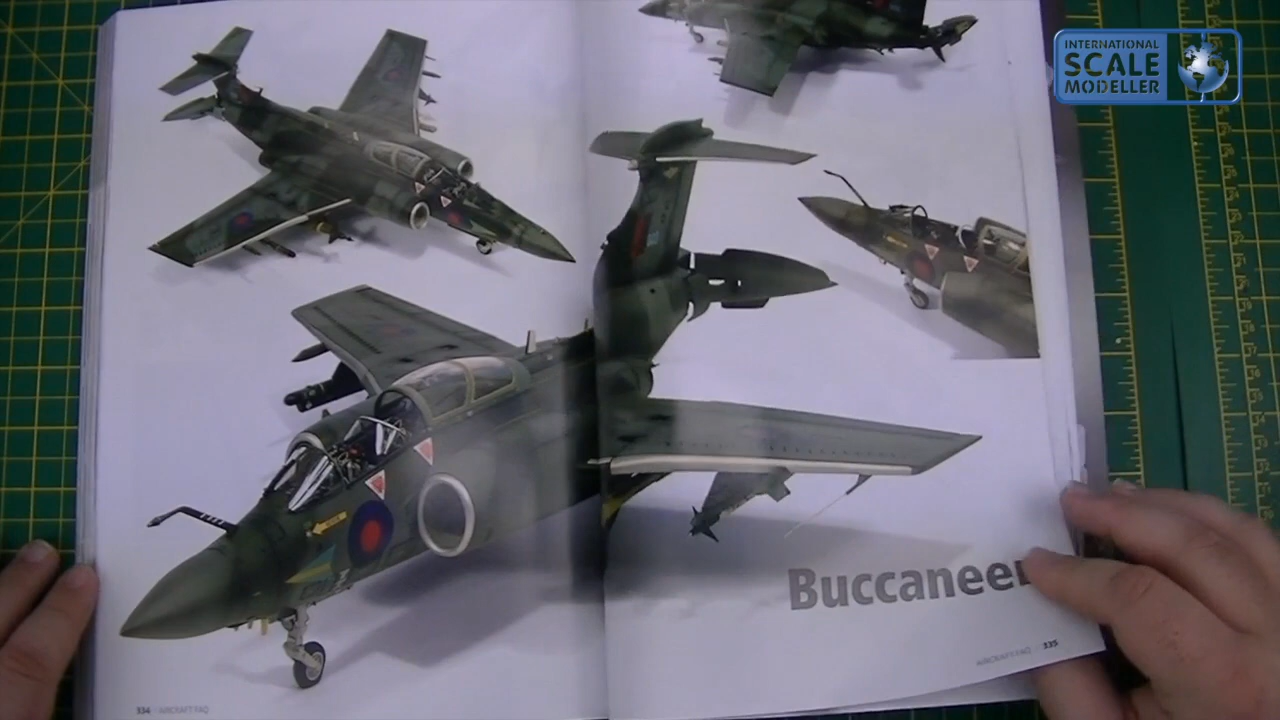 INTERNATIONAL
SCALE
MODELLER
Buccaneer
334 / AIRCRAFT FAQ
AIRCRAFT FAQ / 335